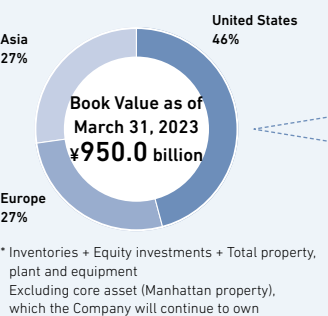 United States
46%
Asia
27%
Book Value as of
March 31, 2023
¥950.0 billion
Europe
27%
* Inventories + Equity investments + Total property,
plant and equipment
Excluding core asset (Manhattan property),
which the Company will continue to own